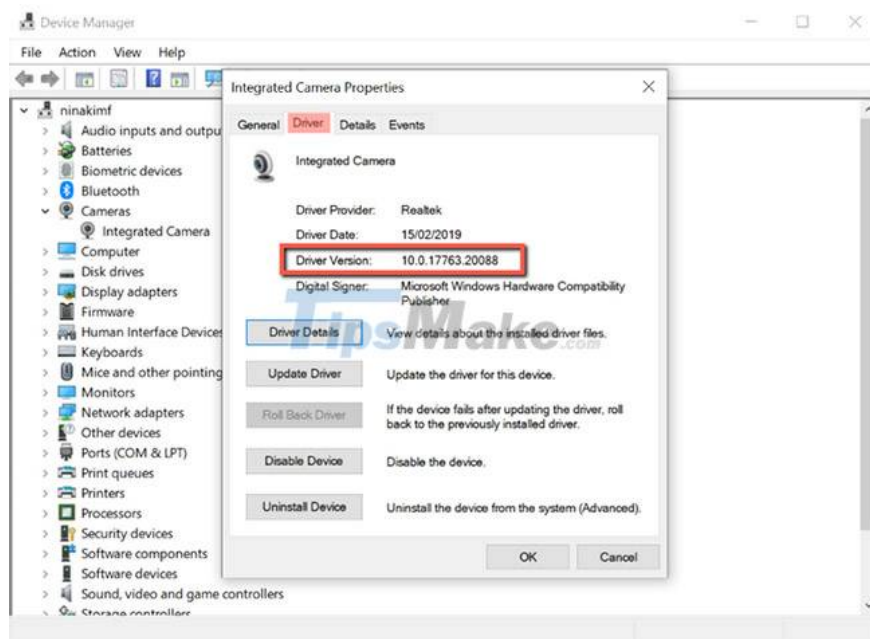 Device Manager
File Action View Help
ninakimf
Audio inputs and outpu
Batteries
Biometric devices
Bluetooth
Cameras
Integrated Camera
Computer
Disk drives
Display adapters
Firmware
Human Interface Devices
Keyboards
Mice and other pointing
Monitors
Network adapters
Other devices
Ports (COM & LPT)
Print queues
Printers
Processors
Security devices
Software components
Software devices
Sound, video and game controllers
Storage controllers
Integrated Camera Properties
General Driver Details Events
Integrated Camera
Driver Provider: Realtek
Driver Date: 15/02/2019
Driver Version: 10.0.17763.20088
Digital Signer: Microsoft Windows Hardware Compatibility
Publisher
TipsMake.com
Driver Details View details about the installed driver files.
Update Driver Update the driver for this device.
Roll Back Driver If the device fails after updating the driver, roll
back to the previously installed driver.
Disable Device Disable the device.
Uninstall Device Uninstall the device from the system (Advanced).
OK Cancel